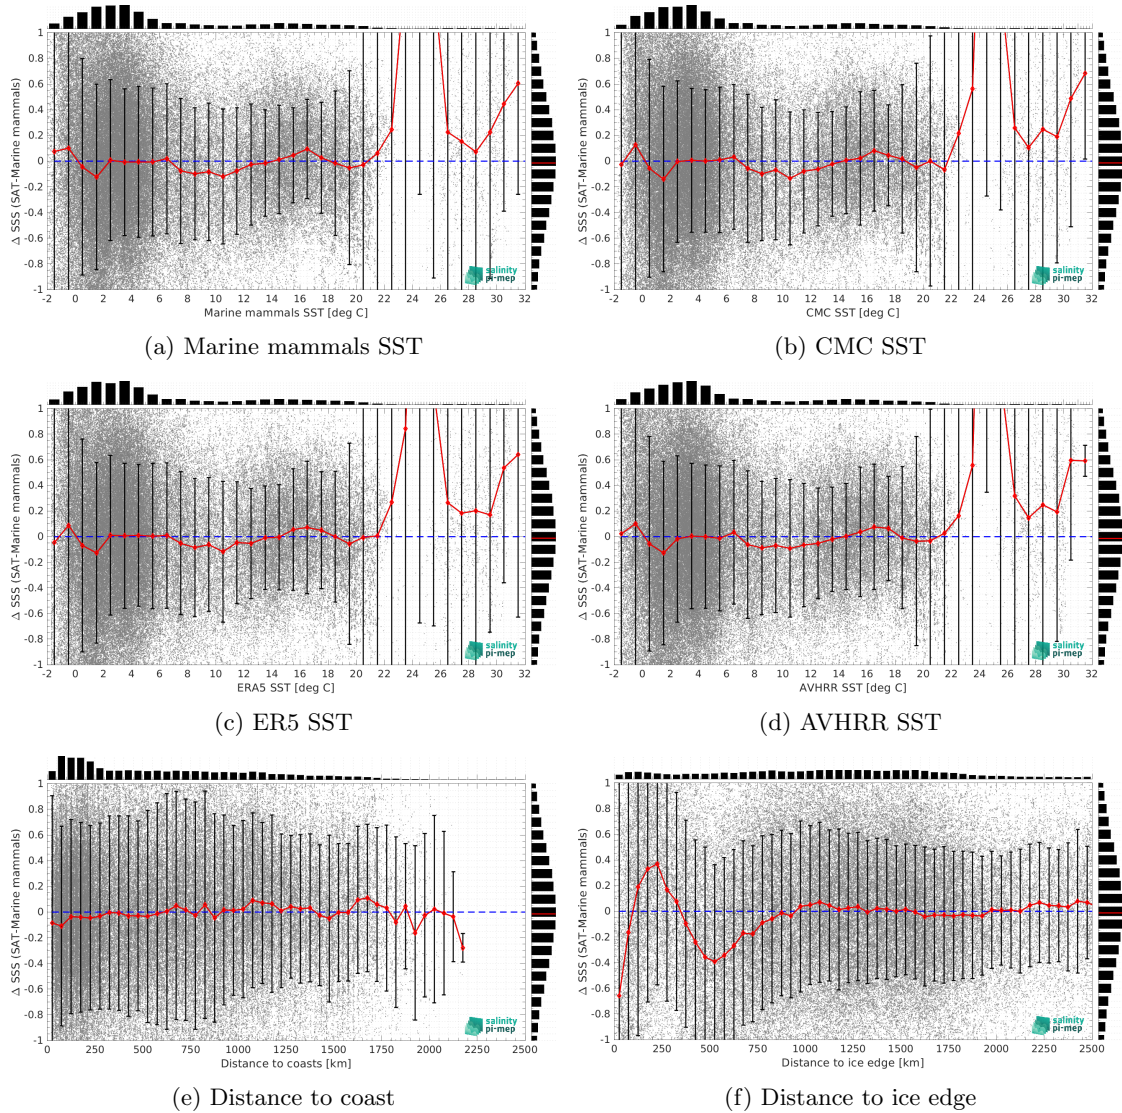 1
0.8
0.6
0.4
0.2
0
-0.2
-0.4
-0.6
-0.8
-1
Δ SSS (SAT-Marine mammals)
-2 0 2 4 6 8 10 12 14 16 18 20 22 24 26 28 30 32
Marine mammals SST [deg C]
salinity
pi-mep
(a) Marine mammals SST
1
0.8
0.6
0.4
0.2
0
-0.2
-0.4
-0.6
-0.8
-1
Δ SSS (SAT-Marine mammals)
-2 0 2 4 6 8 10 12 14 16 18 20 22 24 26 28 30 32
CMC SST [deg C]
salinity
pi-mep
(b) CMC SST
1
0.8
0.6
0.4
0.2
0
-0.2
-0.4
-0.6
-0.8
-1
Δ SSS (SAT-Marine mammals)
-2 0 2 4 6 8 10 12 14 16 18 20 22 24 26 28 30 32
ERA5 SST [deg C]
salinity
pi-mep
(c) ER5 SST
1
0.8
0.6
0.4
0.2
0
-0.2
-0.4
-0.6
-0.8
-1
Δ SSS (SAT-Marine mammals)
-2 0 2 4 6 8 10 12 14 16 18 20 22 24 26 28 30 32
AVHRR SST [deg C]
salinity
pi-mep
(d) AVHRR SST
1
0.8
0.6
0.4
0.2
0
-0.2
-0.4
-0.6
-0.8
-1
Δ SSS (SAT-Marine mammals)
0 250 500 750 1000 1250 1500 1750 2000 2250 2500
Distance to coasts [km]
salinity
pi-mep
(e) Distance to coast
1
0.8
0.6
0.4
0.2
0
-0.2
-0.4
-0.6
-0.8
-1
Δ SSS (SAT-Marine mammals)
0 250 500 750 1000 1250 1500 1750 2000 2250 2500
Distance to ice edge [km]
salinity
pi-mep
(f) Distance to ice edge